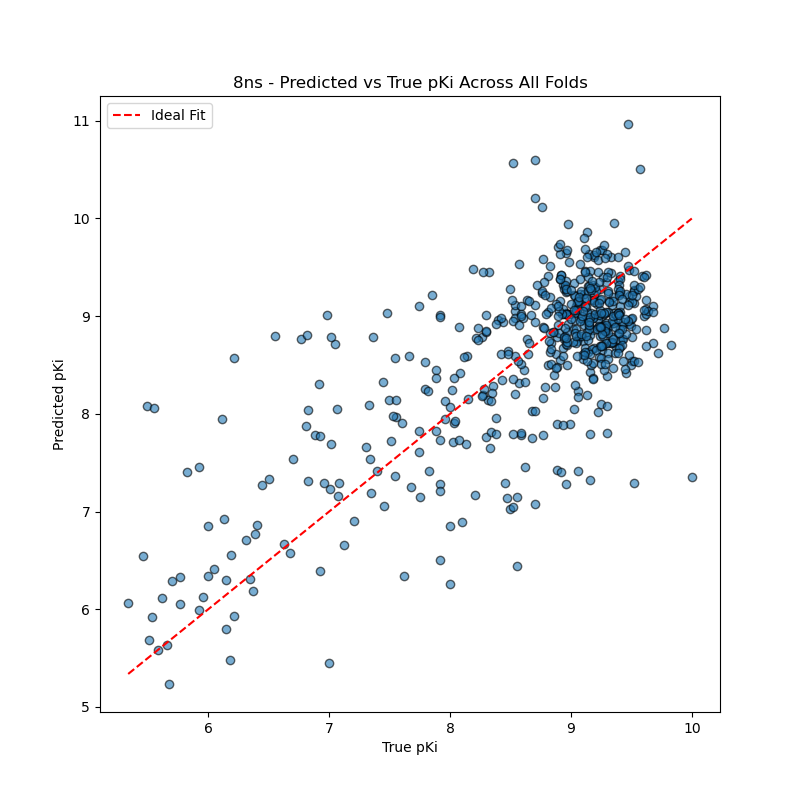 8ns - Predicted vs True pKi Across All Folds
Ideal Fit
11
10
9
8
7
6
5
Predicted pKi
6 7 8 9 10
True pKi